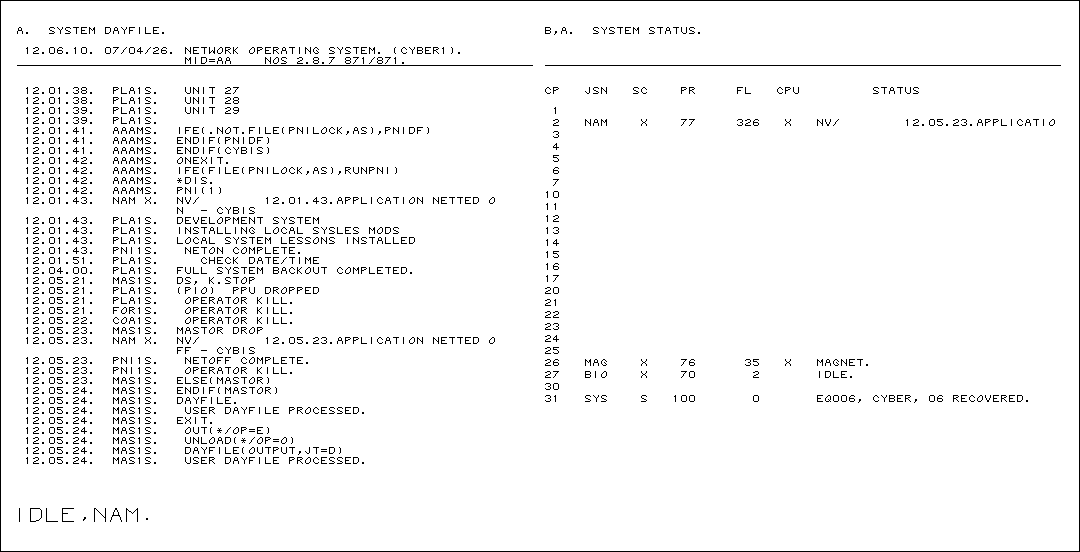 A.  SYSTEM DAYFILE.
12.06.10. 07/04/26. NETWORK OPERATING SYSTEM. (CYBER1).
MID=AA    NOS 2.8.7 871/871.
12.01.38.  PLA1S.   UNIT 27
12.01.38.  PLA1S.   UNIT 28
12.01.39.  PLA1S.   UNIT 29
12.01.39.  PLA1S.
12.01.41.  AAAMS.  IFE(.NOT.FILE(PNILOCK,AS),PNIDF)
12.01.41.  AAAMS.  ENDIF(PNIDF)
12.01.41.  AAAMS.  ENDIF(CYBIS)
12.01.42.  AAAMS.  ONEXIT.
12.01.42.  AAAMS.  IFE(FILE(PNILOCK,AS),RUNPNI)
12.01.42.  AAAMS.  *DIS.
12.01.42.  AAAMS.  PNI(1)
12.01.43.  NAM X.  NV/        12.01.43.APPLICATION NETTED O
N  - CYBIS
12.01.43.  PLA1S.  DEVELOPMENT SYSTEM
12.01.43.  PLA1S.  INSTALLING LOCAL SYSLES MODS
12.01.43.  PLA1S.  LOCAL SYSTEM LESSONS INSTALLED
12.01.43.  PNI1S.   NETON COMPLETE.
12.01.51.  PLA1S.     CHECK DATE/TIME
12.04.00.  PLA1S.  FULL SYSTEM BACKOUT COMPLETED.
12.05.21.  MAS1S.  DS, K.STOP
12.05.21.  PLA1S.  (PIO)  PPU DROPPED
12.05.21.  PLA1S.   OPERATOR KILL.
12.05.21.  FOR1S.   OPERATOR KILL.
12.05.22.  COA1S.   OPERATOR KILL.
12.05.23.  MAS1S.  MASTOR DROP
12.05.23.  NAM X.  NV/        12.05.23.APPLICATION NETTED O
FF - CYBIS
12.05.23.  PNI1S.   NETOFF COMPLETE.
12.05.23.  PNI1S.   OPERATOR KILL.
12.05.23.  MAS1S.  ELSE(MASTOR)
12.05.24.  MAS1S.  ENDIF(MASTOR)
12.05.24.  MAS1S.  DAYFILE.
12.05.24.  MAS1S.   USER DAYFILE PROCESSED.
12.05.24.  MAS1S.  EXIT.
12.05.24.  MAS1S.   OUT(*/OP=E)
12.05.24.  MAS1S.   UNLOAD(*/OP=O)
12.05.24.  MAS1S.   DAYFILE(OUTPUT,JT=D)
12.05.24.  MAS1S.   USER DAYFILE PROCESSED.
IDLE,NAM.
B,A.  SYSTEM STATUS.
CP   JSN   SC    PR     FL   CPU         STATUS
1
2   NAM    X    77     326   X   NV/        12.05.23.APPLICATIO
3
4
5
6
7
10
11
12
13
14
15
16
17
20
21
22
23
24
25
26   MAG    X    76      35   X   MAGNET.
27   BIO    X    70       2       IDLE.
30
31   SYS    S   100       0       EQ006, CYBER, 06 RECOVERED.